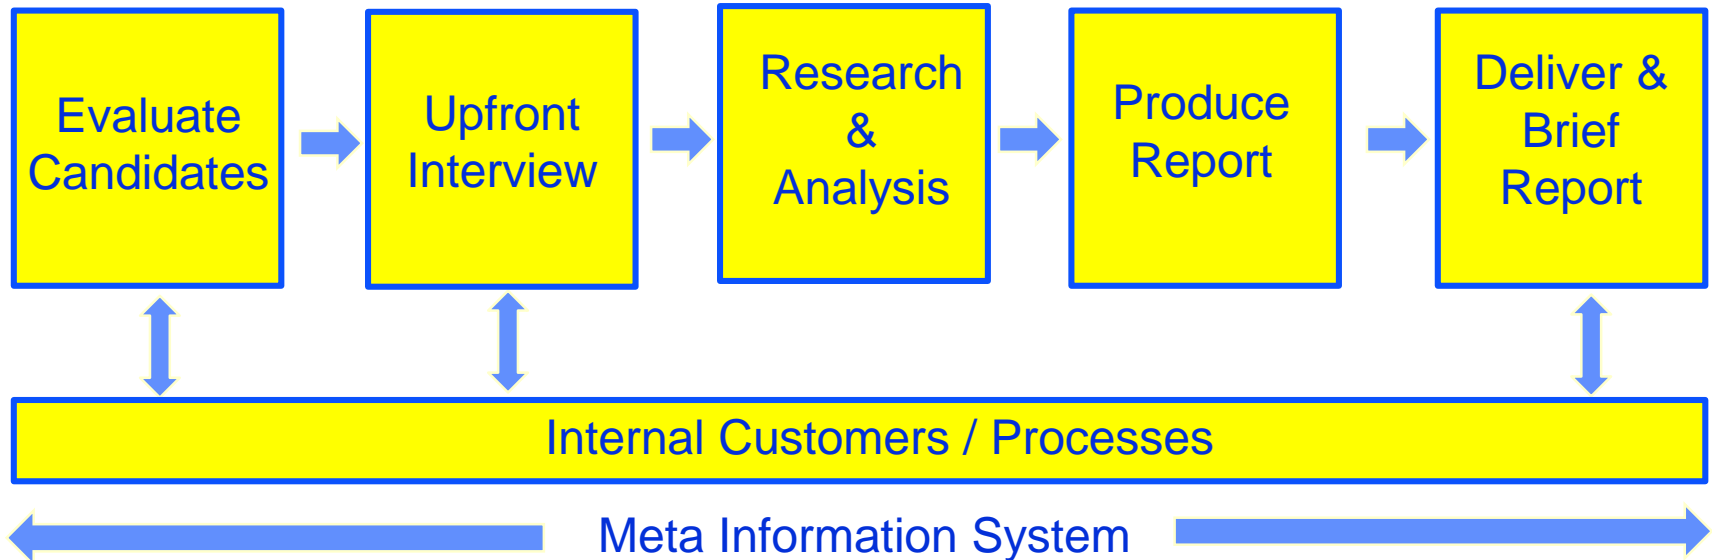 Evaluate
Candidates
Upfront
Interview
Research
&
Analysis
Produce
Report
Deliver &
Brief
Report
Internal Customers / Processes
Meta Information System